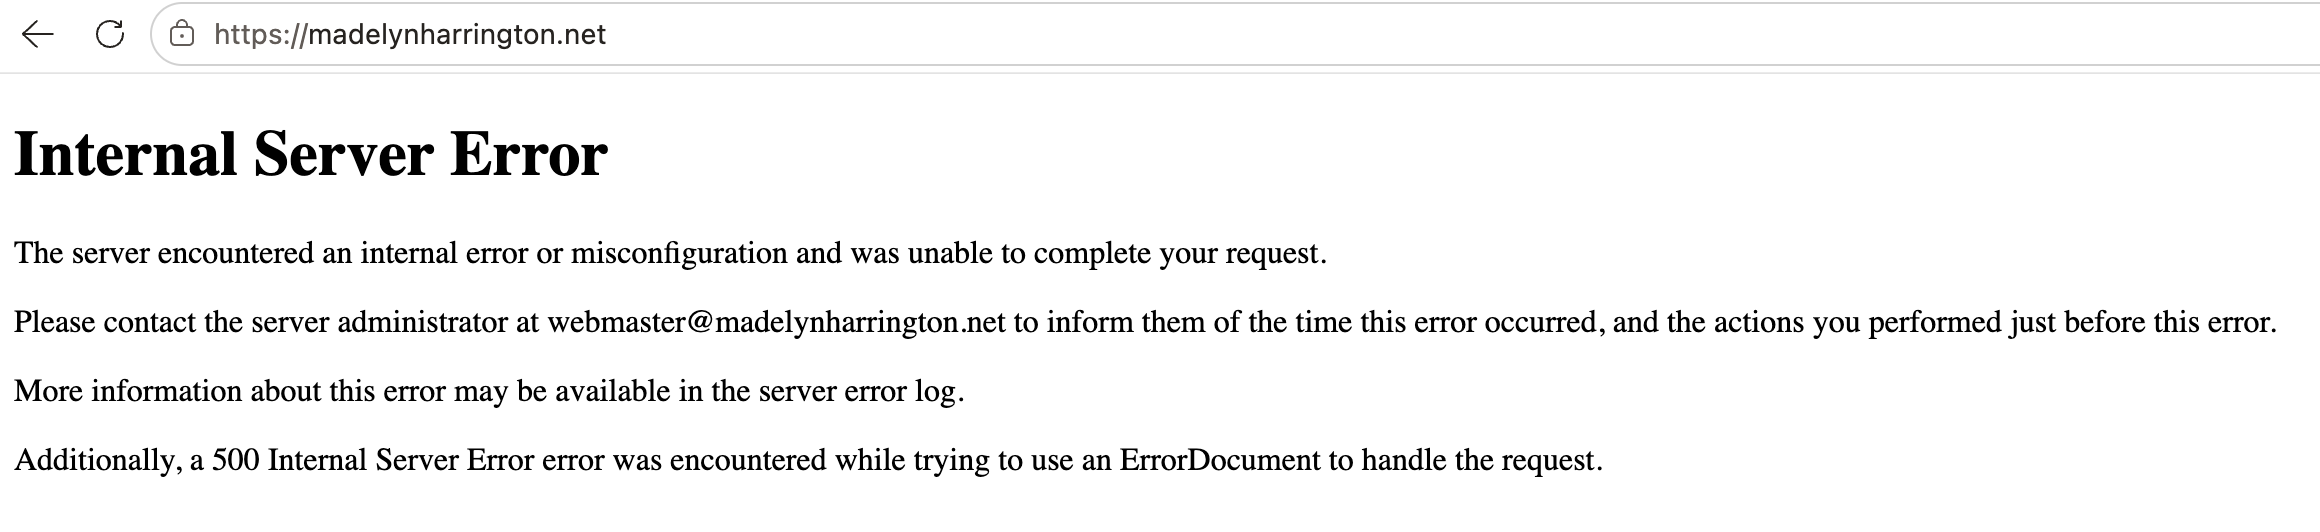 https://madelynharrington.net
Internal Server Error
The server encountered an internal error or misconfiguration and was unable to complete your request.
Please contact the server administrator at webmaster@madelynharrington.net to inform them of the time this error occurred, and the actions you performed just before this error.
More information about this error may be available in the server error log.
Additionally, a 500 Internal Server Error error was encountered while trying to use an ErrorDocument to handle the request.